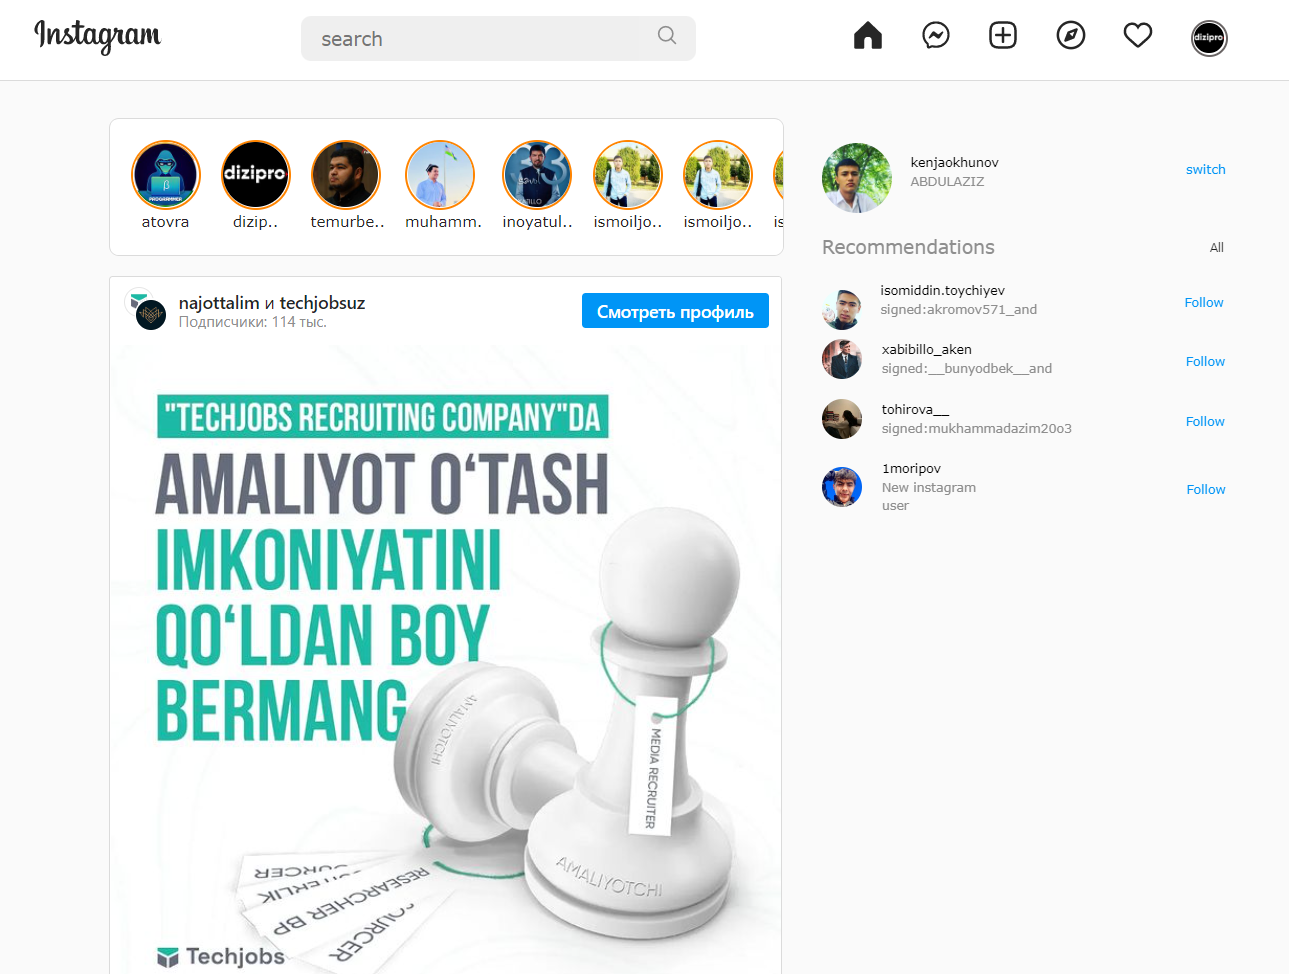 Instagram
search
dizipro
PROGRAMMER
dizipro
atovra
dizip..
temurbe..
muhamm.
inoyatul..
ismoiljo..
ismoiljo..
is
kenjaokhunov
ABDULAZIZ
switch
Recommendations
All
isomiddin.toychiyev
signed:akromov571_and
Follow
xabibillo_aken
signed:__bunyodbek__and
Follow
tohirova__
signed:mukhammadazim20o3
Follow
1moripov
New instagram
user
Follow
najottalim и techjobsuz
Подписчики: 114 тыс.
Смотреть профиль
"TECHJOBS RECRUITING COMPANY"DA
AMALIYOT O‘TASH
IMKONIYATINI
QO‘LDAN BOY
BERMANG
AMALIYOTCHI
MEDIA RECRUITER
AMALIYOTCHI
RESEARCHER BP
Techjobs